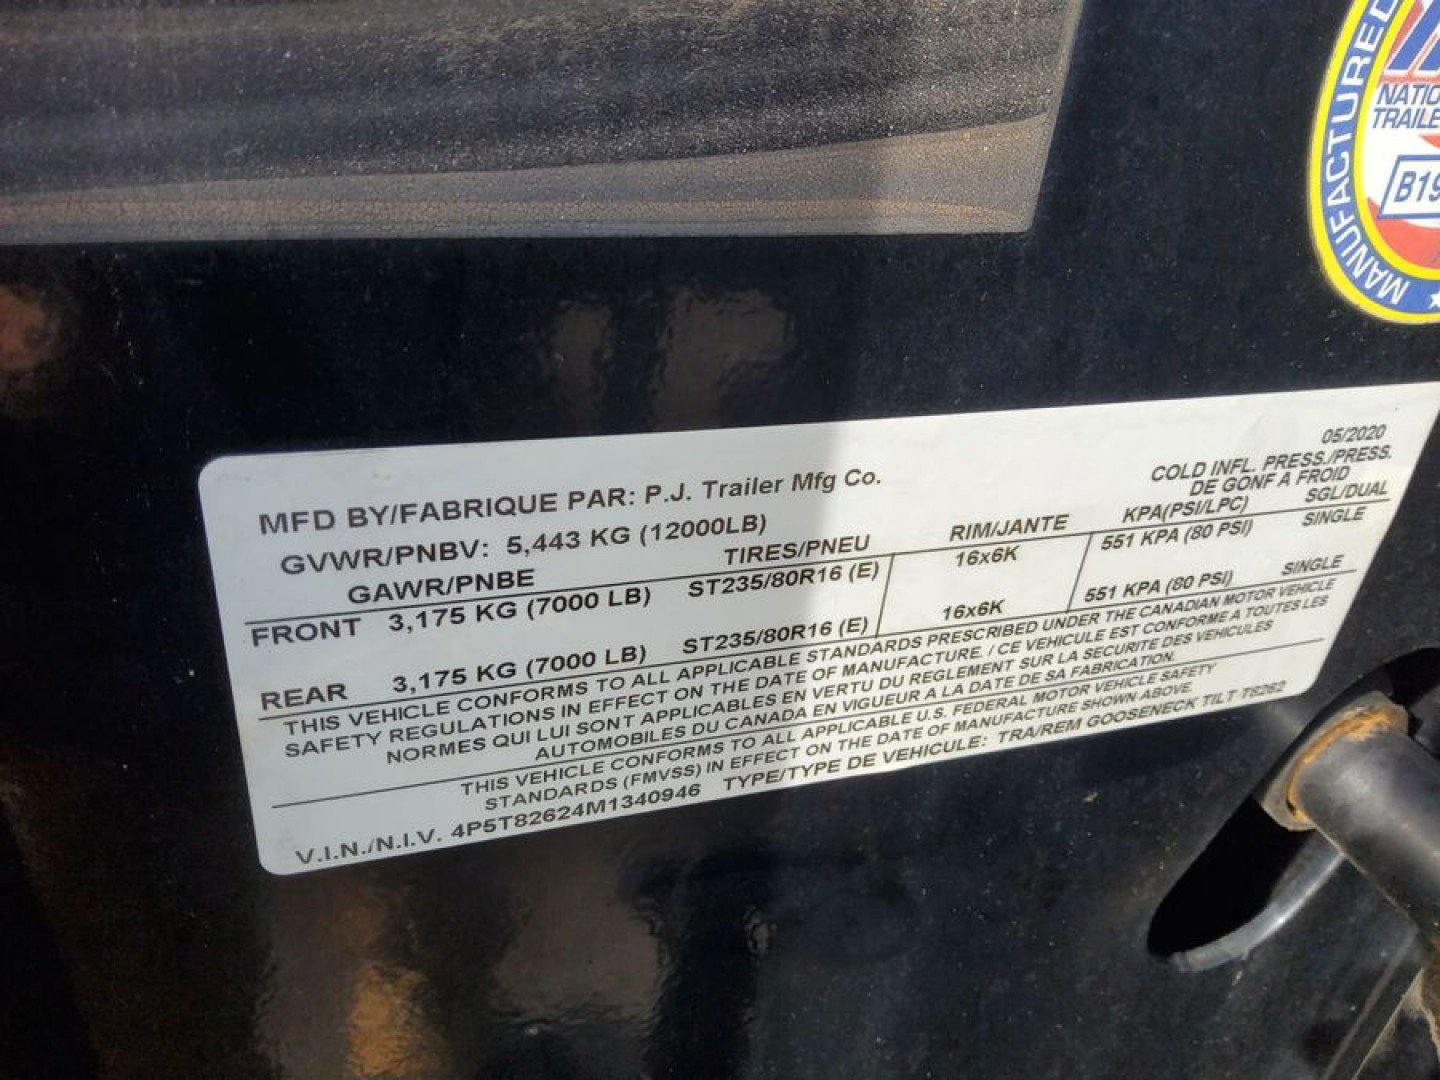 MANUFACTURED
NATIO
TRAILE
B19
05/2020
MFD BY/FABRIQUE PAR: P.J. Trailer Mfg Co.
COLD INFL. PRESS./PRESS.
DE GONF A FROID
GVWR/PNBV: 5,443 KG (12000LB)
KPA(PSI/LPC) SGL/DUAL
GAWR/PNBE TIRES/PNEU RIM/JANTE
FRONT 3,175 KG (7000 LB) ST235/80R16 (E) 16x6K 551 KPA (80 PSI) SINGLE
REAR 3,175 KG (7000 LB) ST235/80R16 (E) 16x6K 551 KPA (80 PSI) SINGLE
THIS VEHICLE CONFORMS TO ALL APPLICABLE STANDARDS PRESCRIBED UNDER THE CANADIAN MOTOR VEHICLE
SAFETY REGULATIONS IN EFFECT ON THE DATE OF MANUFACTURE. / CE VEHICULE EST CONFORME A TOUTES LES
NORMES QUI LUI SONT APPLICABLES EN VERTU DU REGLEMENT SUR LA SECURITE DES VEHICULES
AUTOMOBILES DU CANADA EN VIGUEUR A LA DATE DE SA FABRICATION.
THIS VEHICLE CONFORMS TO ALL APPLICABLE U.S. FEDERAL MOTOR VEHICLE SAFETY
STANDARDS (FMVSS) IN EFFECT ON THE DATE OF MANUFACTURE SHOWN ABOVE.
V.I.N./N.I.V. 4P5T82624M1340946 TYPE/TYPE DE VEHICULE: TRA/REM GOOSENECK TILT T8262